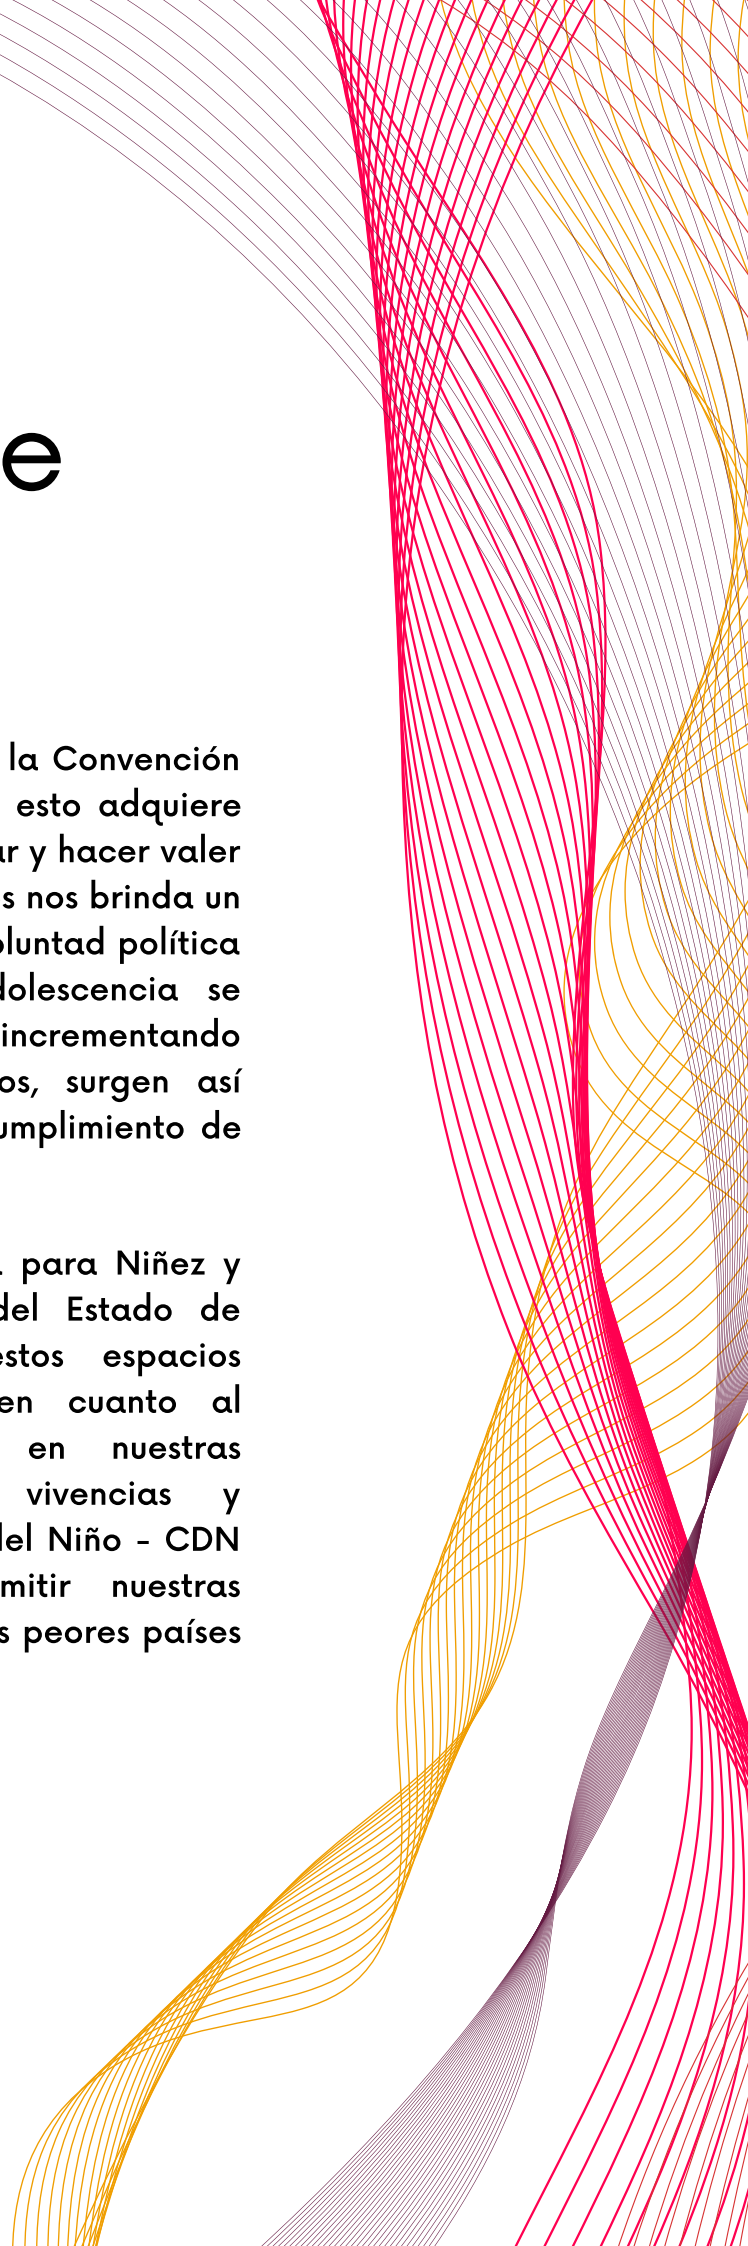 e
la Convención
esto adquiere
ar y hacer valer
s nos brinda un
oluntad política
dolescencia se
incrementando
os, surgen así
umplimiento de
para Niñez y
del Estado de
estos espacios
en cuanto al
en nuestras
vivencias y
del Niño - CDN
mitir nuestras
s peores países